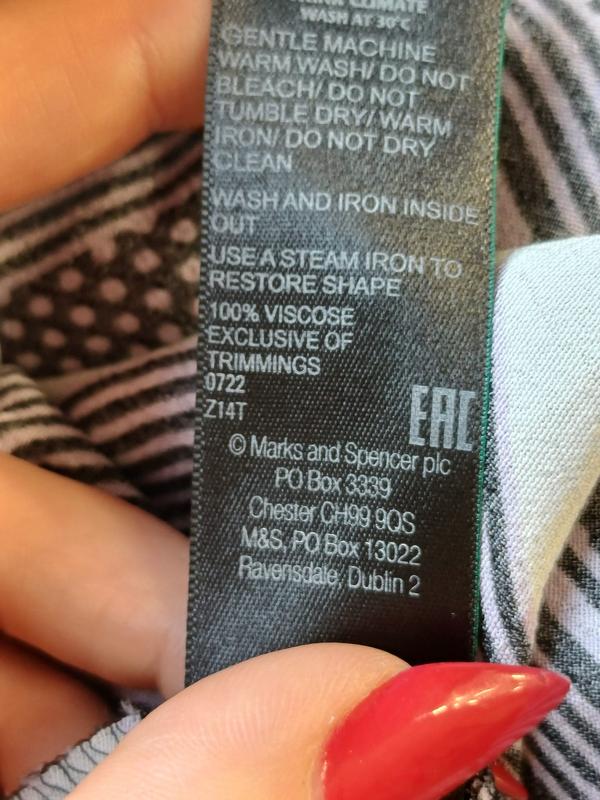 CLIMATE
WASH AT 30°C
GENTLE MACHINE
WARM WASH/ DO NOT
BLEACH/ DO NOT
TUMBLE DRY/ WARM
IRON/ DO NOT DRY
CLEAN
WASH AND IRON INSIDE
OUT
USE A STEAM IRON TO
RESTORE SHAPE
100% VISCOSE
EXCLUSIVE OF
TRIMMINGS
0722
Z14T
EAC
© Marks and Spencer plc
PO Box 3339
Chester CH99 9QS
M&S, PO Box 13022
Ravensdale, Dublin 2